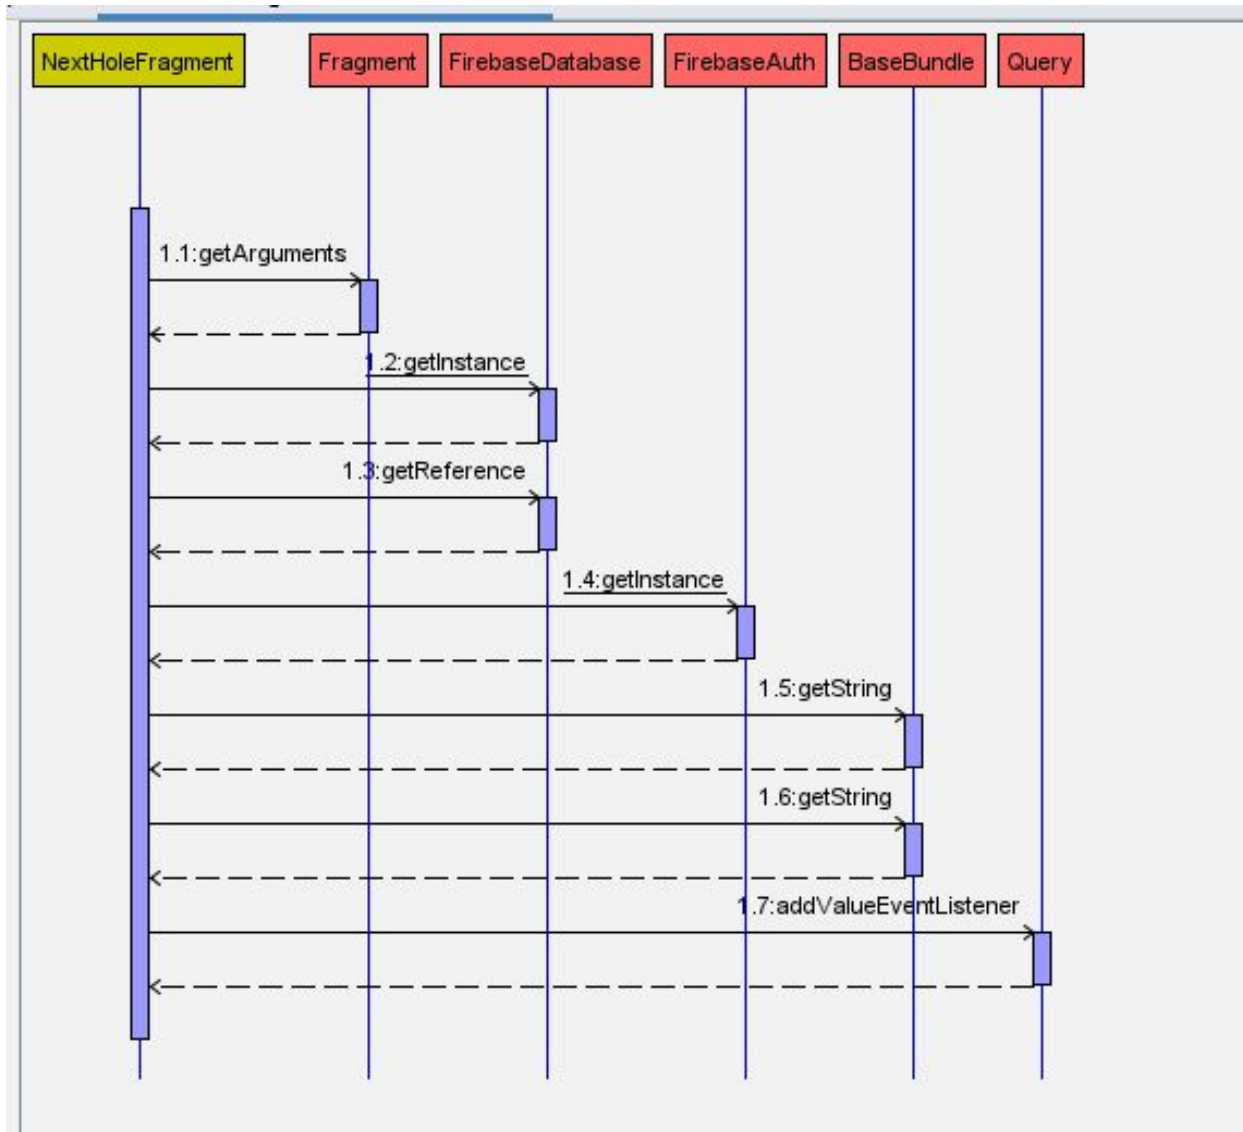 NextHoleFragment
Fragment
FirebaseDatabase
FirebaseAuth
BaseBundle
Query
1.1:getArguments
1.2:getInstance
1.3:getReference
1.4:getInstance
1.5:getString
1.6:getString
1.7:addValueEventListener